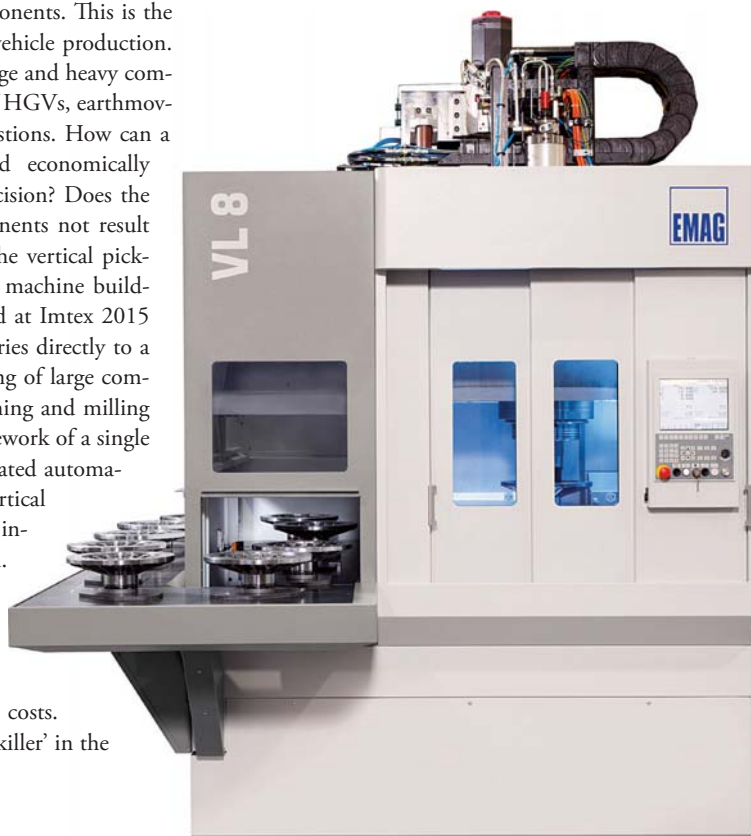 onents. This is the
vehicle production.
ge and heavy com-
HGVs, earthmov-
stions. How can a
d economically
cision? Does the
nents not result
he vertical pick-
machine build-
d at Imtex 2015
ries directly to a
ng of large com-
ning and milling
ework of a single
ated automa-
rtical
in-
.
costs.
killer' in the
VL 8
EMAG